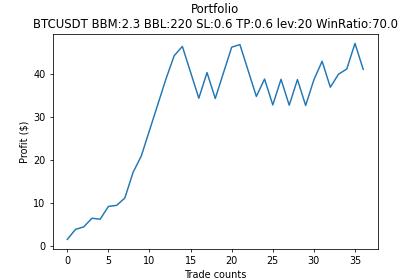 Portfolio
BTCUSDT BBM:2.3 BBL:220 SL:0.6 TP:0.6 lev:20 WinRatio:70.0
Profit ($)
40
30
20
10
0
0 5 10 15 20 25 30 35
Trade counts